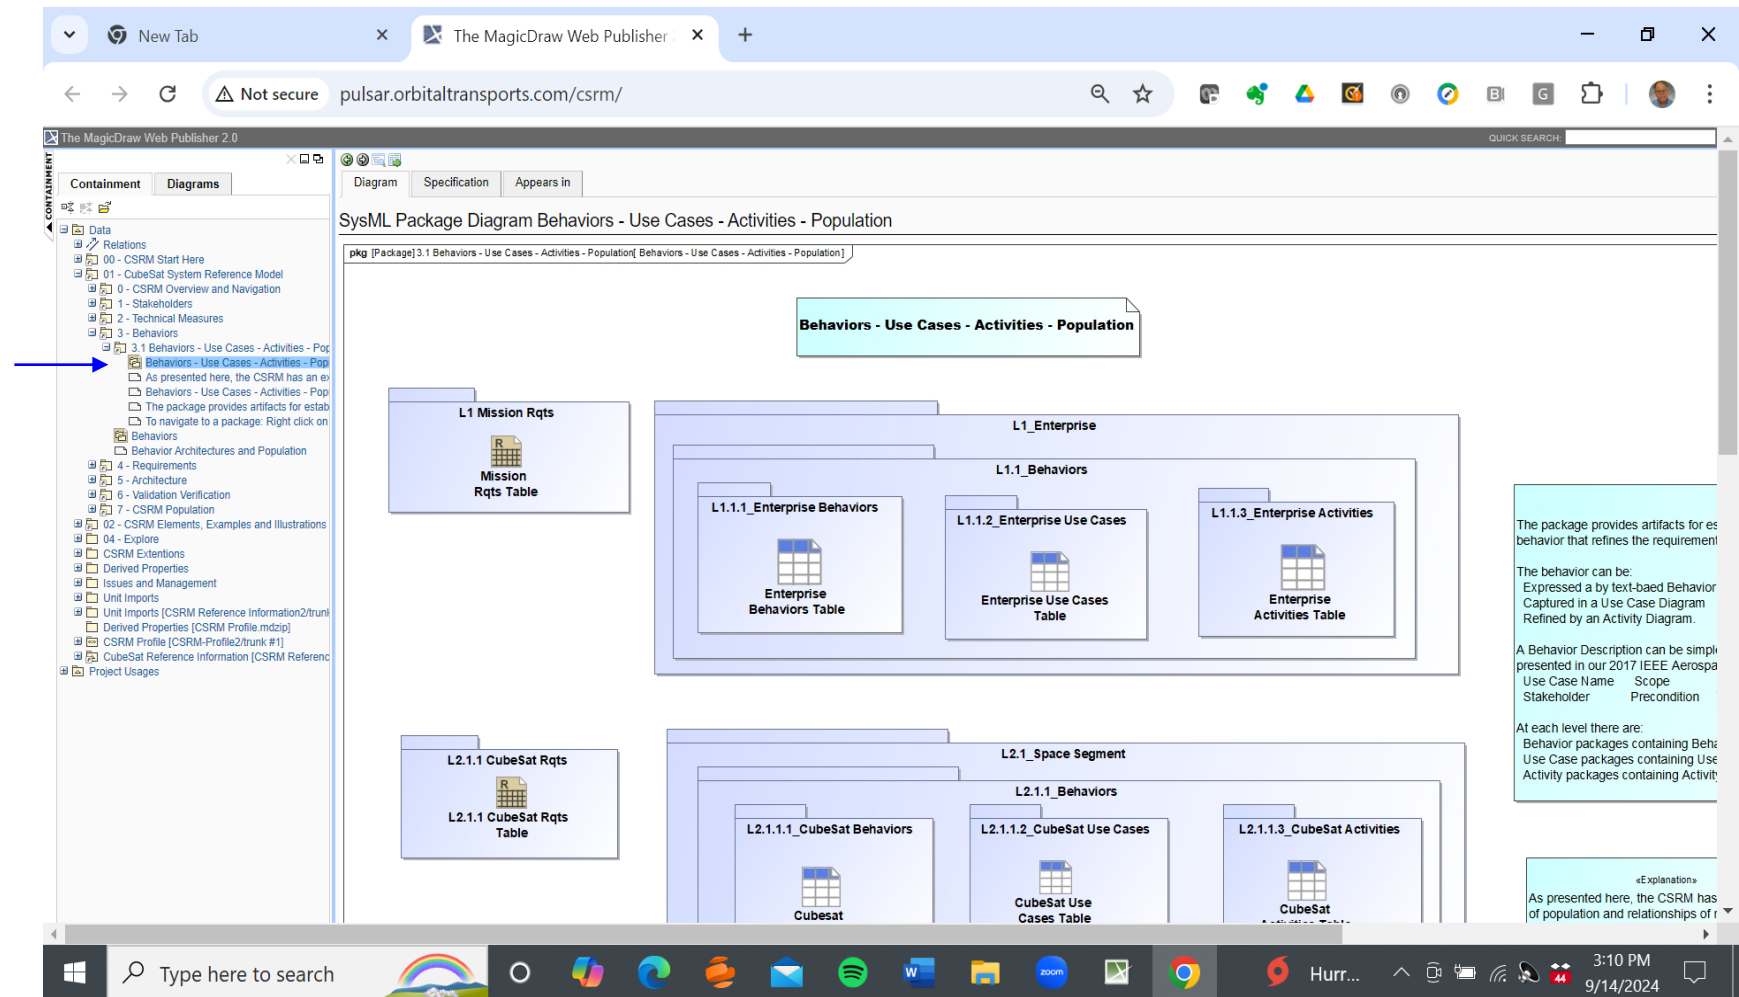 New Tab
The MagicDraw Web Publisher
Not secure
pulsar.orbitaltransports.com/csrm/
The MagicDraw Web Publisher 2.0
QUICK SEARCH:
CONTAINMENT
Containment
Diagrams
Data
Relations
00 - CSRM Start Here
01 - CubeSat System Reference Model
0 - CSRM Overview and Navigation
1 - Stakeholders
2 - Technical Measures
3 - Behaviors
3.1 Behaviors - Use Cases - Activities - Pop
Behaviors - Use Cases - Activities - Pop
As presented here, the CSRM has an ex
Behaviors - Use Cases - Activities - Pop
The package provides artifacts for estab
To navigate to a package: Right click on
Behaviors
Behavior Architectures and Population
4 - Requirements
5 - Architecture
6 - Validation Verification
7 - CSRM Population
02 - CSRM Elements, Examples and Illustrations
04 - Explore
CSRM Extentions
Derived Properties
Issues and Management
Unit Imports
Unit Imports [CSRM Reference Information2/trunk
Derived Properties [CSRM Profile.mdzip]
CSRM Profile [CSRM-Profile2/trunk #1]
CubeSat Reference Information [CSRM Referenc
Project Usages
Diagram
Specification
Appears in
SysML Package Diagram Behaviors - Use Cases - Activities - Population
pkg [Package] 3.1 Behaviors - Use Cases - Activities - Population[ Behaviors - Use Cases - Activities - Population]
Behaviors - Use Cases - Activities - Population
L1 Mission Rqts
R
Mission
Rqts Table
L1_Enterprise
L1.1_Behaviors
L1.1.1_Enterprise Behaviors
Enterprise
Behaviors Table
L1.1.2_Enterprise Use Cases
Enterprise Use Cases
Table
L1.1.3_Enterprise Activities
Enterprise
Activities Table
The package provides artifacts for es
behavior that refines the requirement
The behavior can be:
Expressed a by text-baed Behavior
Captured in a Use Case Diagram
Refined by an Activity Diagram.
A Behavior Description can be simple
presented in our 2017 IEEE Aerospa
Use Case Name Scope
Stakeholder Precondition
At each level there are:
Behavior packages containing Beha
Use Case packages containing Use
Activity packages containing Activity
L2.1.1 CubeSat Rqts
R
L2.1.1 CubeSat Rqts
Table
L2.1_Space Segment
L2.1.1_Behaviors
L2.1.1.1_CubeSat Behaviors
Cubesat
L2.1.1.2_CubeSat Use Cases
CubeSat Use
Cases Table
L2.1.1.3_CubeSat Activities
CubeSat
Activities Table
«Explanation»
As presented here, the CSRM has
of population and relationships of
Type here to search
zoom
Hurr...
44
3:10 PM
9/14/2024